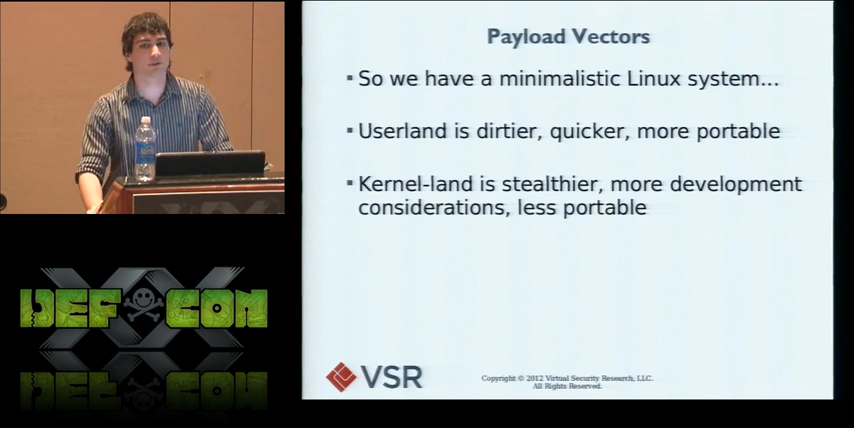 Payload Vectors
So we have a minimalistic Linux system...
Userland is dirtier, quicker, more portable
Kernel-land is stealthier, more development
considerations, less portable
XX
DEF CON
VSR
Copyright © 2012 Virtual Security Research, LLC.
All Rights Reserved.